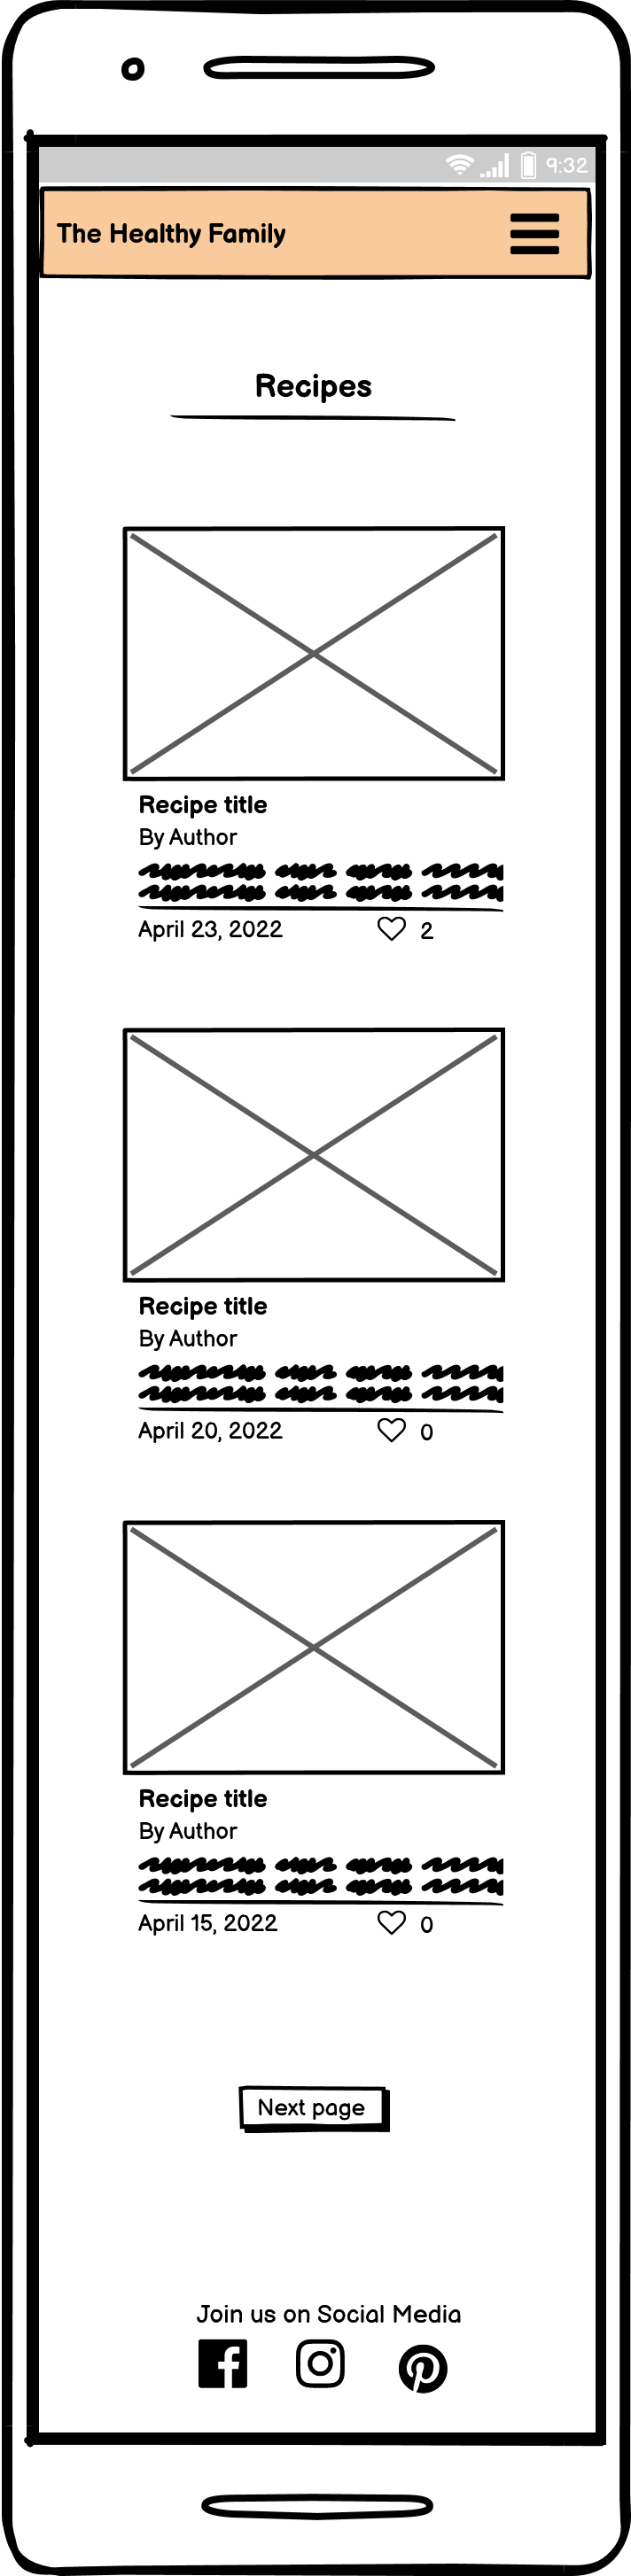 9:32
The Healthy Family
Recipes
Recipe title
By Author
April 23, 2022 2
Recipe title
By Author
April 20, 2022 0
Recipe title
By Author
April 15, 2022 0
Next page
Join us on Social Media